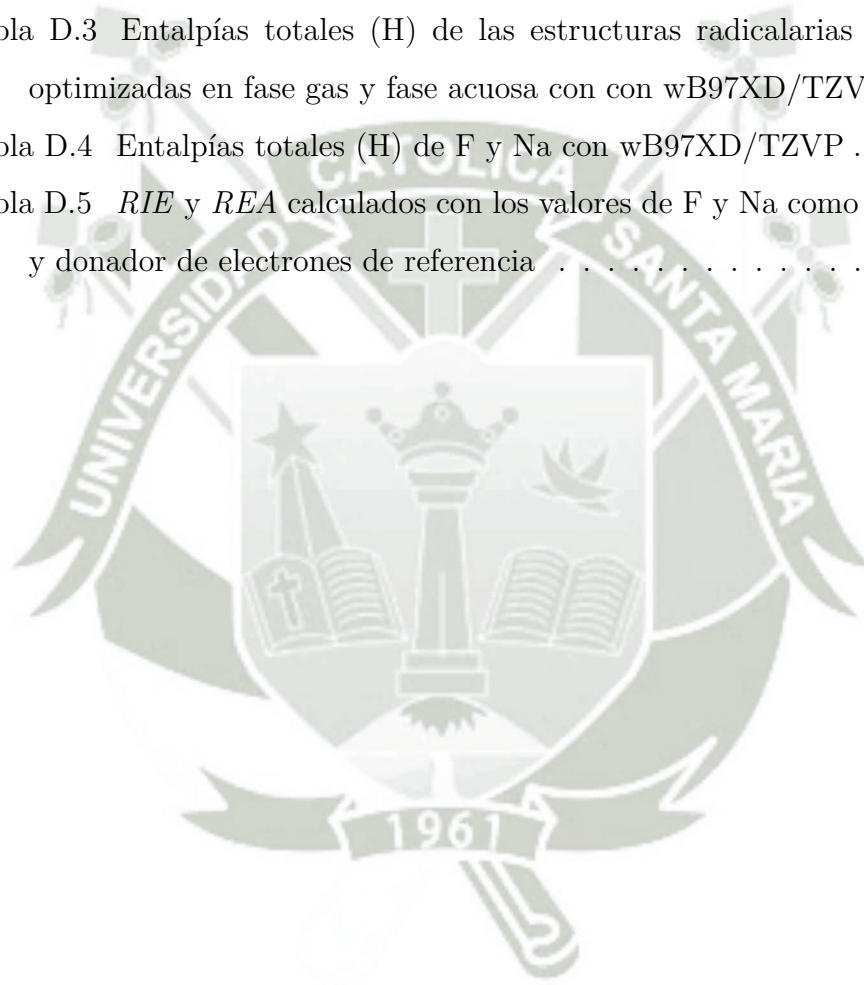 bla D.3 Entalpías totales (H) de las estructuras radicalarias
optimizadas en fase gas y fase acuosa con con wB97XD/TZV
bla D.4 Entalpías totales (H) de F y Na con wB97XD/TZVP .
bla D.5 RIE y REA calculados con los valores de F y Na como
y donador de electrones de referencia . . . . . . . . . . . . .
UNIVERSIDAD CATOLICA SANTA MARIA
1961